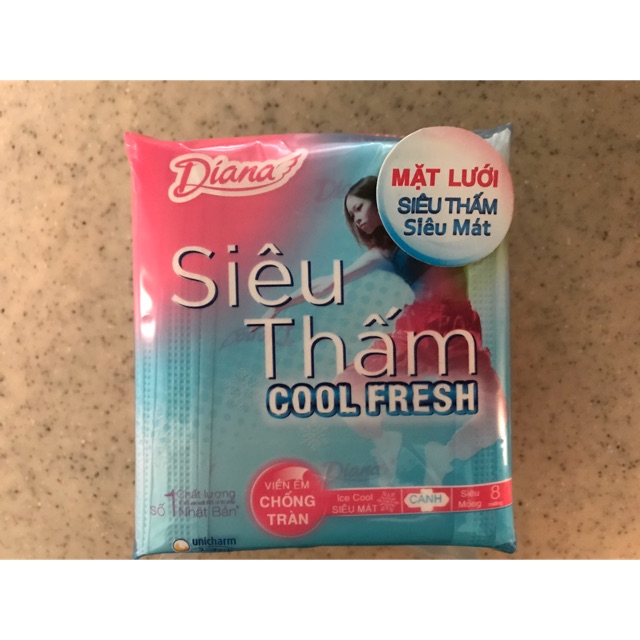 Diana
MẶT LƯỚI
SIÊU THẤM
Siêu Mát
Siêu
Thấm
COOL FRESH
Diana
VIỀN ÊM
CHỐNG
TRÀN
Ice Cool
SIÊU MÁT
CÁNH
Siêu
Mỏng
8
Chất lượng
Số 1 Nhật Bản
unicharm